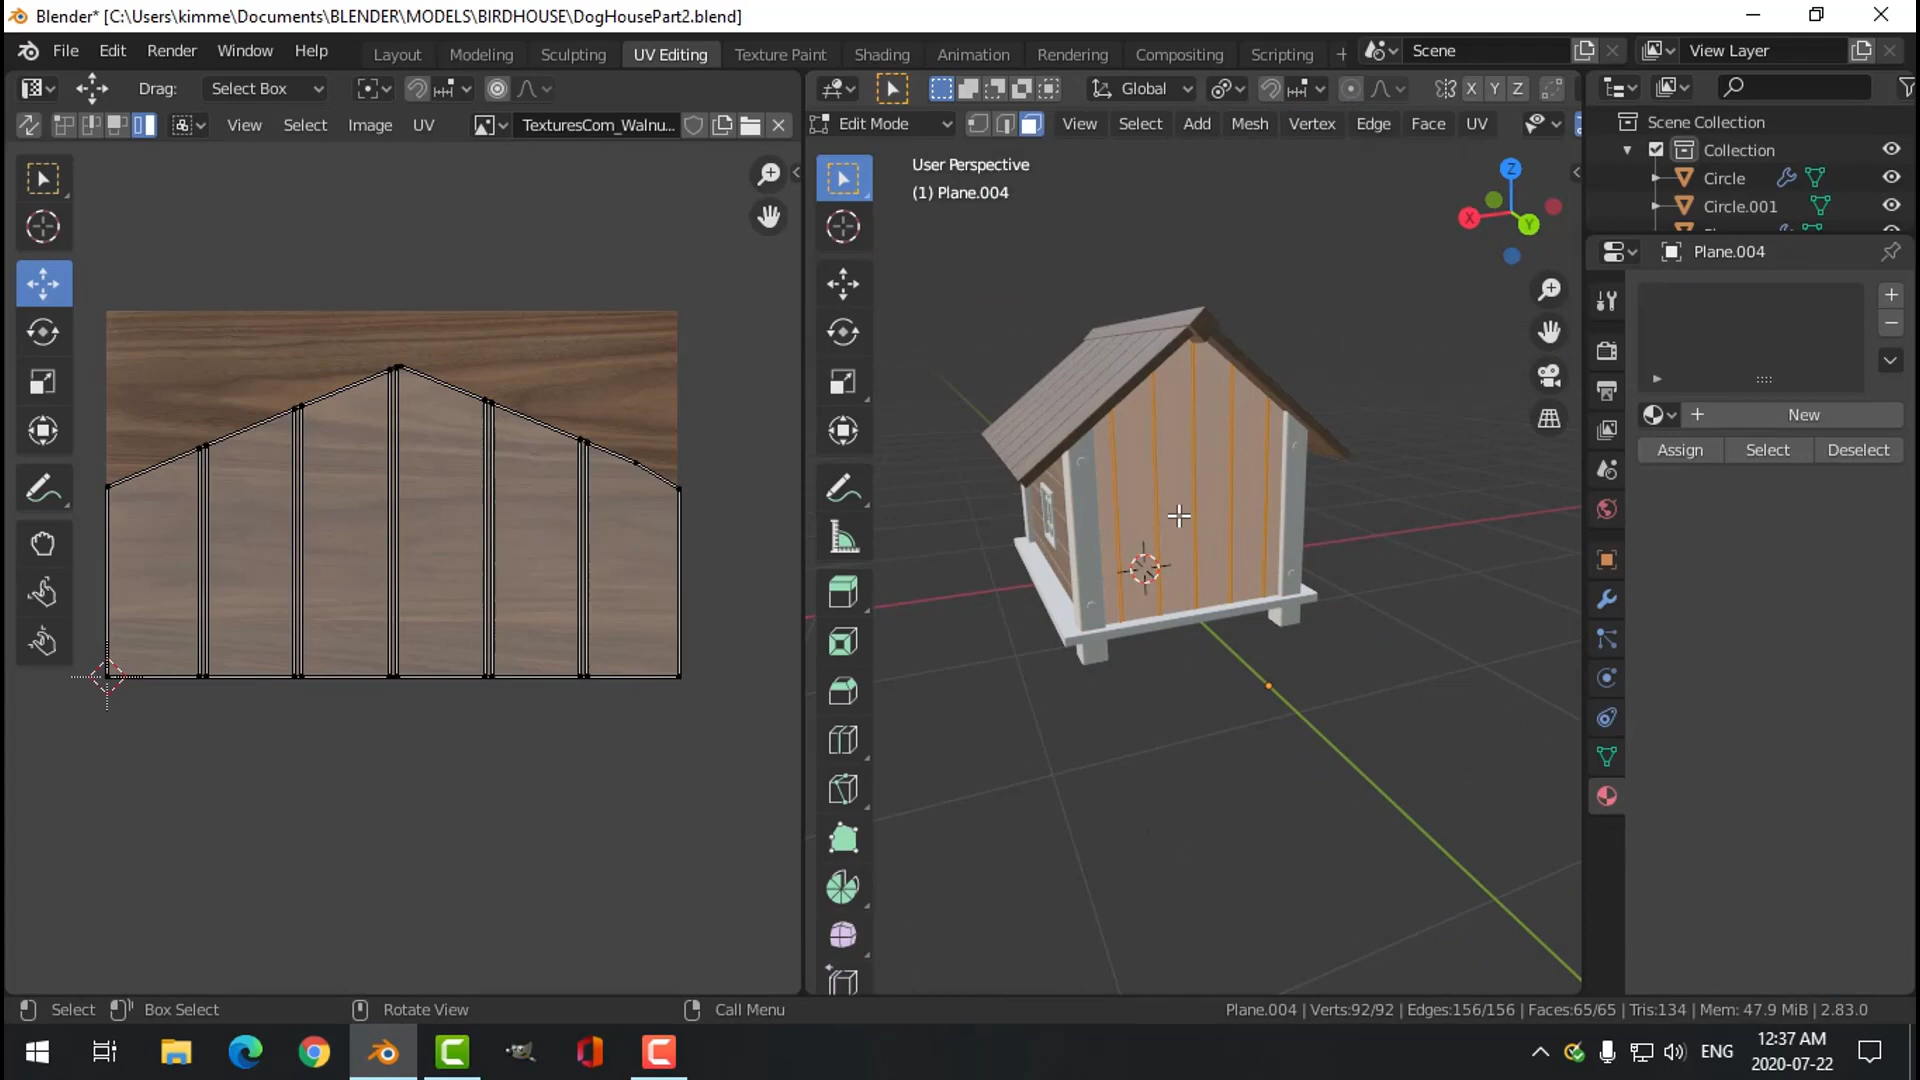 Blender* [C:\Users\kimme\Documents\BLENDER\MODELS\BIRDHOUSE\DogHousePart2.blend]
File Edit Render Window Help Layout Modeling Sculpting UV Editing Texture Paint Shading Animation Rendering Compositing Scripting + Scene View Layer
Drag: Select Box Global X Y Z
View Select Image UV TexturesCom_Walnu... Edit Mode View Select Add Mesh Vertex Edge Face UV
Scene Collection
Collection
Circle
Circle.001
User Perspective
(1) Plane.004
Z
X
Y
Plane.004
New
Assign Select Deselect
Select Box Select Rotate View Call Menu Plane.004 | Verts:92/92 | Edges:156/156 | Faces:65/65 | Tris:134 | Mem: 47.9 MiB | 2.83.0
ENG
12:37 AM
2020-07-22